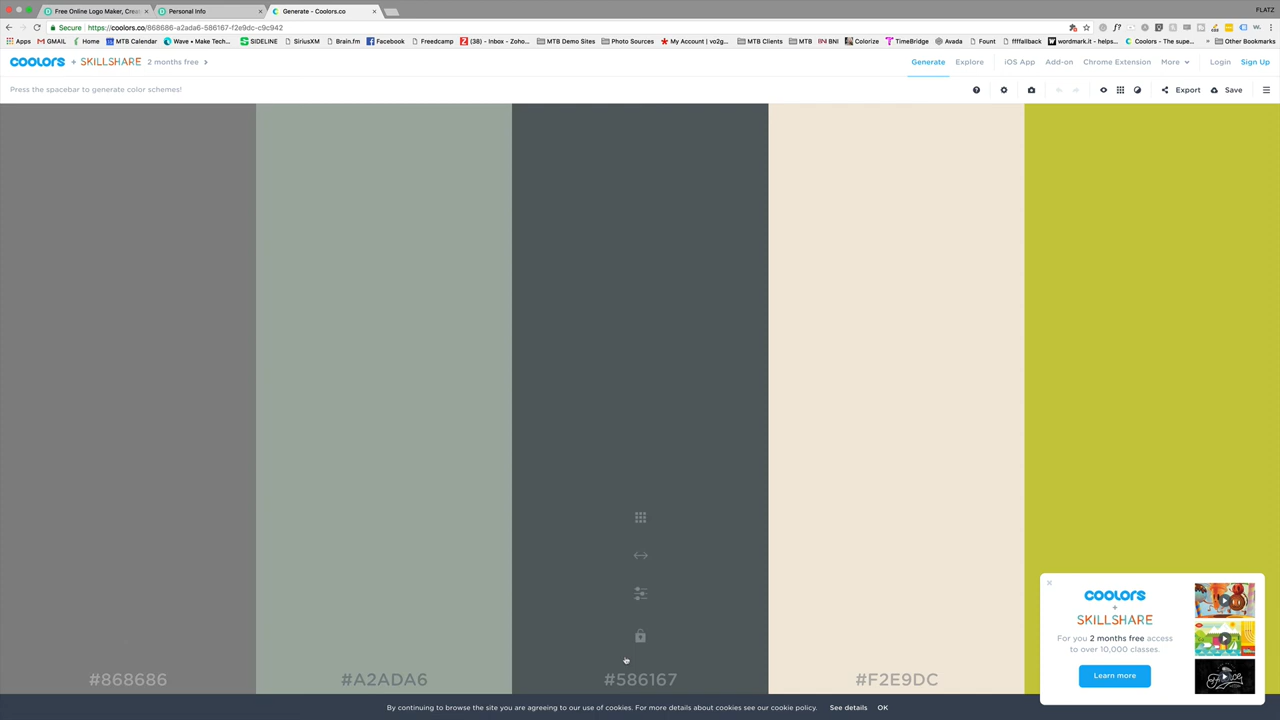 Free Online Logo Maker, Crea
Personal Info
Generate - Coolors.co
FLATZ
Secure https://coolors.co/868686-a2ada6-586167-f2e9dc-c9c942
Apps GMAIL Home MTB Calendar Wave • Make Tech... SIDELINE SiriusXM Brain.fm Facebook Freedcamp (38) - Inbox - Zoho... MTB Demo Sites Photo Sources My Account | vo2g... MTB Clients MTB BNI Colorize TimeBridge Avada Fount ffffallback wordmark.it - helps... Coolors - The supe... » Other Bookmarks
coolors + SKILLSHARE 2 months free
Generate Explore iOS App Add-on Chrome Extension More Login Sign Up
Press the spacebar to generate color schemes!
Export Save
coolors
+
SKILLSHARE
For you 2 months free access
to over 10,000 classes.
Learn more
#868686 #A2ADA6 #586167 #F2E9DC
By continuing to browse the site you are agreeing to our use of cookies. For more details about cookies see our cookie policy. See details OK